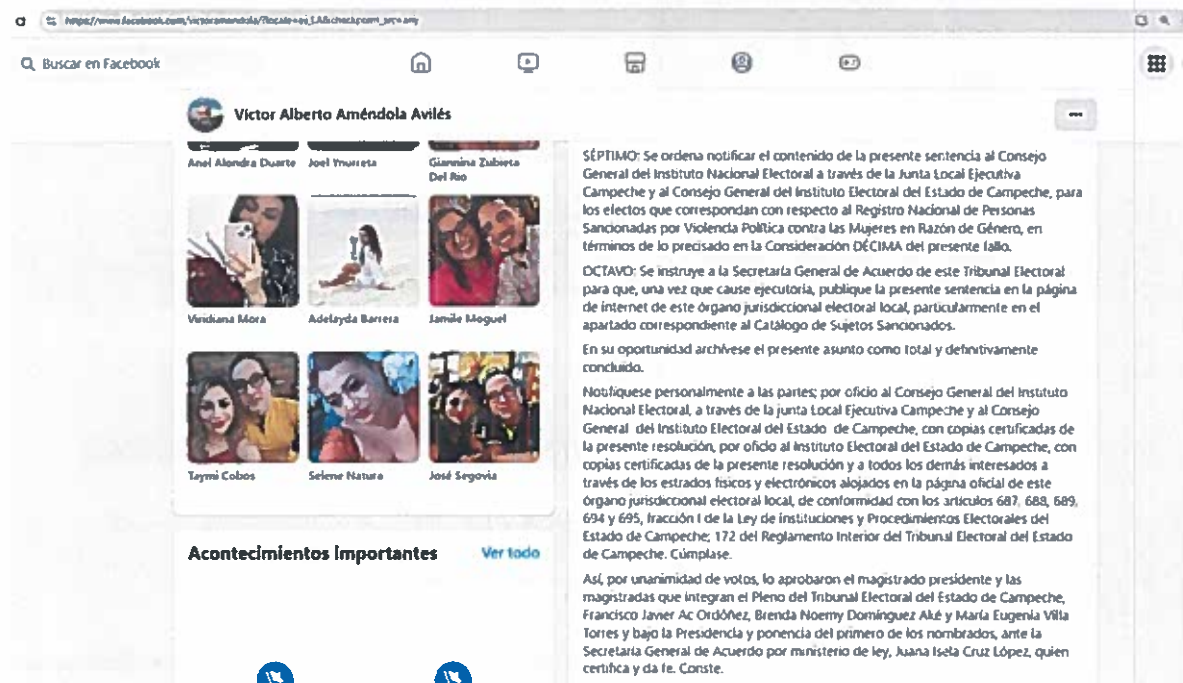 https://www.facebook.com/victoramendola/?locale=es_LA&checkpoint_src=any
Buscar en Facebook
Víctor Alberto Améndola Avilés
Anel Alondra Duarte
Joel Ynurreta
Giannina Zubieta
Del Rio
Viridiana Mora
Adelayda Barrera
Jamile Moguel
Taymi Cobos
Selene Natura
José Segovia
Acontecimientos importantes
Ver todo
SÉPTIMO: Se ordena notificar el contenido de la presente sentencia al Consejo
General del Instituto Nacional Electoral a través de la Junta Local Ejecutiva
Campeche y al Consejo General del Instituto Electoral del Estado de Campeche, para
los efectos que correspondan con respecto al Registro Nacional de Personas
Sancionadas por Violencia Política contra las Mujeres en Razón de Género, en
términos de lo precisado en la Consideración DÉCIMA del presente fallo.
OCTAVO: Se instruye a la Secretaría General de Acuerdo de este Tribunal Electoral
para que, una vez que cause ejecutoria, publique la presente sentencia en la página
de internet de este órgano jurisdiccional electoral local, particularmente en el
apartado correspondiente al Catálogo de Sujetos Sancionados.
En su oportunidad archívese el presente asunto como total y definitivamente
concluido.
Notifíquese personalmente a las partes; por oficio al Consejo General del Instituto
Nacional Electoral, a través de la junta Local Ejecutiva Campeche y al Consejo
General del Instituto Electoral del Estado de Campeche, con copias certificadas de
la presente resolución, por oficio al Instituto Electoral del Estado de Campeche, con
copias certificadas de la presente resolución y a todos los demás interesados a
través de los estrados físicos y electrónicos alojados en la página oficial de este
órgano jurisdiccional electoral local, de conformidad con los artículos 687, 688, 689,
694 y 695, fracción I de la Ley de instituciones y Procedimientos Electorales del
Estado de Campeche; 172 del Reglamento Interior del Tribunal Electoral del Estado
de Campeche. Cúmplase.
Así, por unanimidad de votos, lo aprobaron el magistrado presidente y las
magistradas que integran el Pleno del Tribunal Electoral del Estado de Campeche,
Francisco Javier Ac Ordóñez, Brenda Noemy Domínguez Aké y María Eugenia Villa
Torres y bajo la Presidencia y ponencia del primero de los nombrados, ante la
Secretaría General de Acuerdo por ministerio de ley, Juana Isela Cruz López, quien
certifica y da fe. Conste.